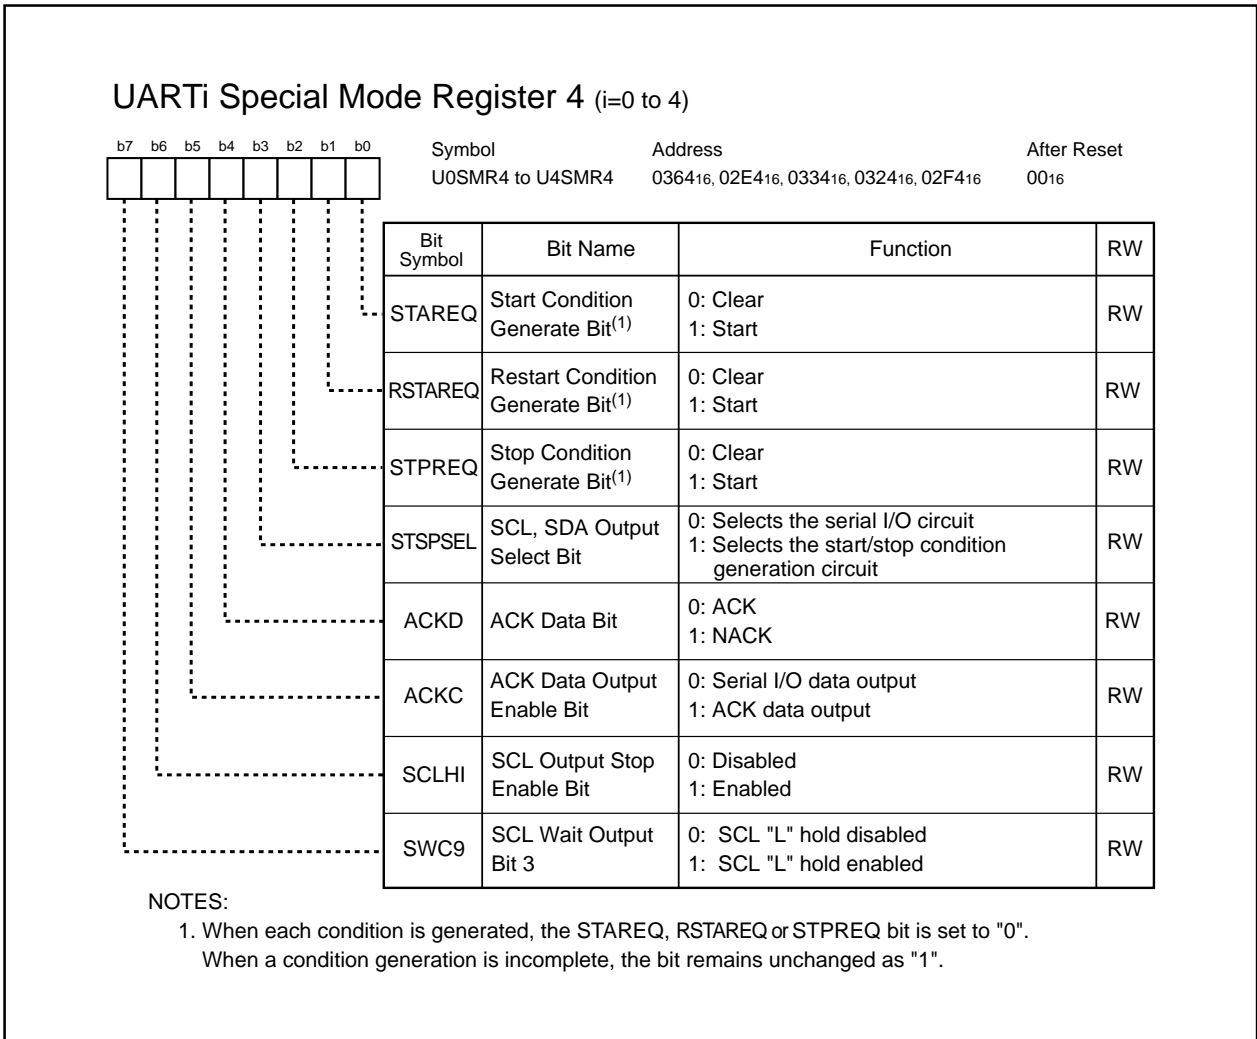 UARTi Special Mode Register 4 (i=0 to 4)
b7 b6 b5 b4 b3 b2 b1 b0
Symbol Address After Reset
U0SMR4 to U4SMR4 036416, 02E416, 033416, 032416, 02F416 0016
Bit Symbol Bit Name Function RW
STAREQ Start Condition Generate Bit(1) 0: Clear RW
1: Start
RSTAREQ Restart Condition Generate Bit(1) 0: Clear RW
1: Start
STPREQ Stop Condition Generate Bit(1) 0: Clear RW
1: Start
STSPSEL SCL, SDA Output Select Bit 0: Selects the serial I/O circuit RW
1: Selects the start/stop condition
generation circuit
ACKD ACK Data Bit 0: ACK RW
1: NACK
ACKC ACK Data Output Enable Bit 0: Serial I/O data output RW
1: ACK data output
SCLHI SCL Output Stop Enable Bit 0: Disabled RW
1: Enabled
SWC9 SCL Wait Output Bit 3 0: SCL "L" hold disabled RW
1: SCL "L" hold enabled
NOTES:
1. When each condition is generated, the STAREQ, RSTAREQ or STPREQ bit is set to "0".
When a condition generation is incomplete, the bit remains unchanged as "1".